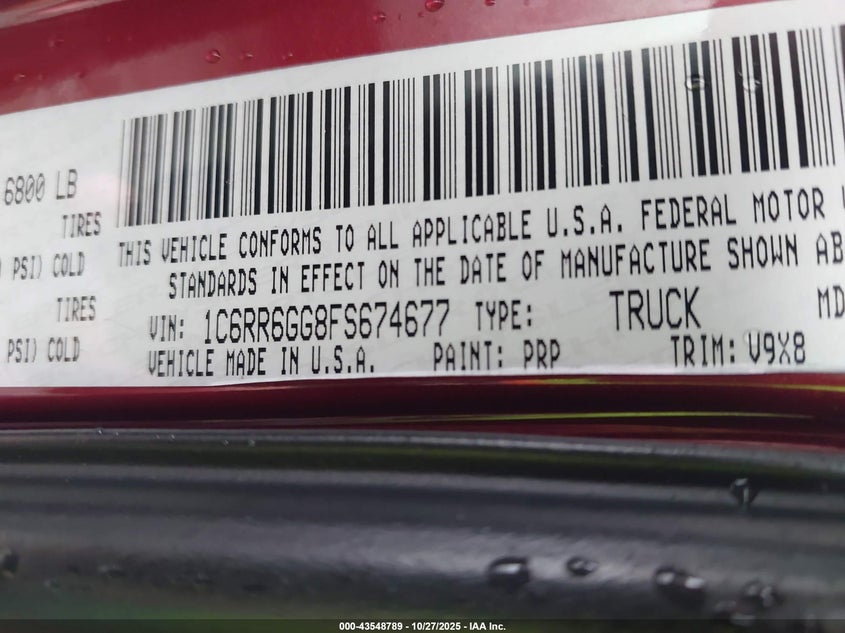 6800 LB
TIRES
PSI) COLD
TIRES
PSI) COLD
THIS VEHICLE CONFORMS TO ALL APPLICABLE U.S.A. FEDERAL MOTOR
STANDARDS IN EFFECT ON THE DATE OF MANUFACTURE SHOWN AB
VIN: 1C6RR6GG8FS674677 TYPE: TRUCK MD
VEHICLE MADE IN U.S.A. PAINT: PRP TRIM: V9X8
000-43548789 - 10/27/2025 - IAA Inc.